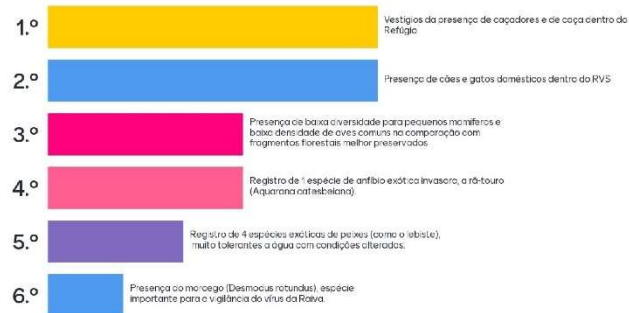 1.º
Vestígios da presença de caçadores e de caça dentro do
Refúgio
2.º
Presença de cães e gatos domésticos dentro do RVS
3.º
Presença de baixa diversidade para pequenos mamíferos e
baixa densidade de aves comuns na comparação com
fragmentos florestais melhor preservados
4.º
Registro de 1 espécie de anfíbio exótica invasora, a rã-touro
(Aquarana catesbeiana).
5.º
Registro de 4 espécies exóticas de peixes (como o lebiste),
muito tolerantes a água com condições alteradas.
6.º
Presença do morcego (Desmodus rotundus), espécie
importante para a vigilância do vírus da Raiva.